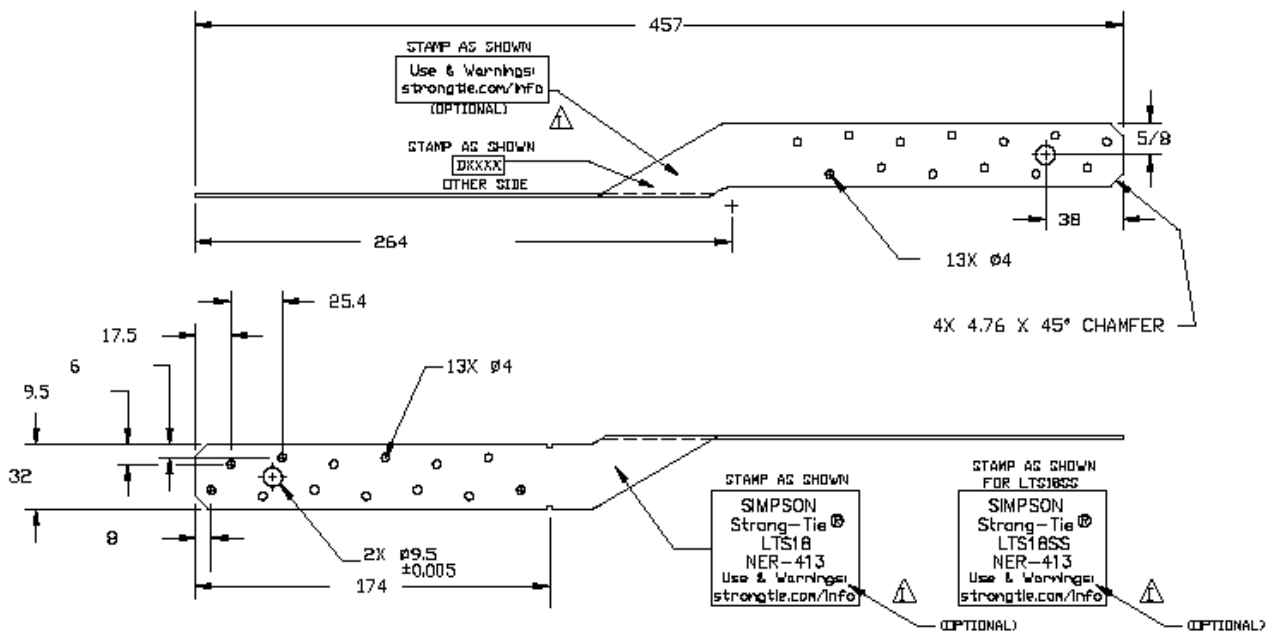 457
STAMP AS SHOWN
Use & Warnings:
strongtie.com/info
(OPTIONAL)
1
STAMP AS SHOWN
DXXXX
OTHER SIDE
5/8
38
264
13X Ø4
4X 4.76 X 45° CHAMFER
25.4
17.5
6
13X Ø4
9.5
32
8
2X Ø9.5
±0.005
174
STAMP AS SHOWN
SIMPSON
Strong-Tie®
LTS18
NER-413
Use & Warnings:
strongtie.com/info
1
(OPTIONAL)
STAMP AS SHOWN
FOR LTS18SS
SIMPSON
Strong-Tie®
LTS18SS
NER-413
Use & Warnings:
strongtie.com/info
1
(OPTIONAL)